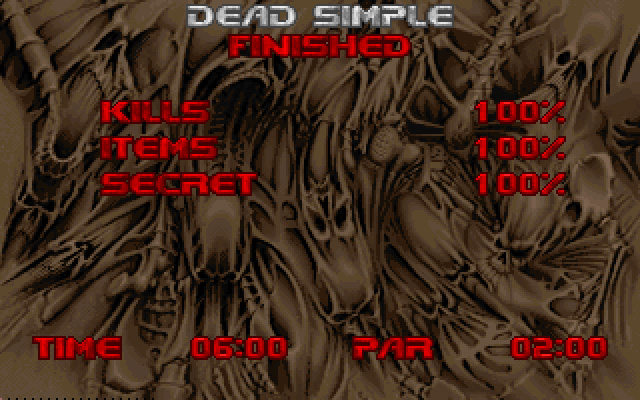 DEAD SIMPLE
FINISHED
KILLS 100%
ITEMS 100%
SECRET 100%
TIME 06:00 PAR 02:00